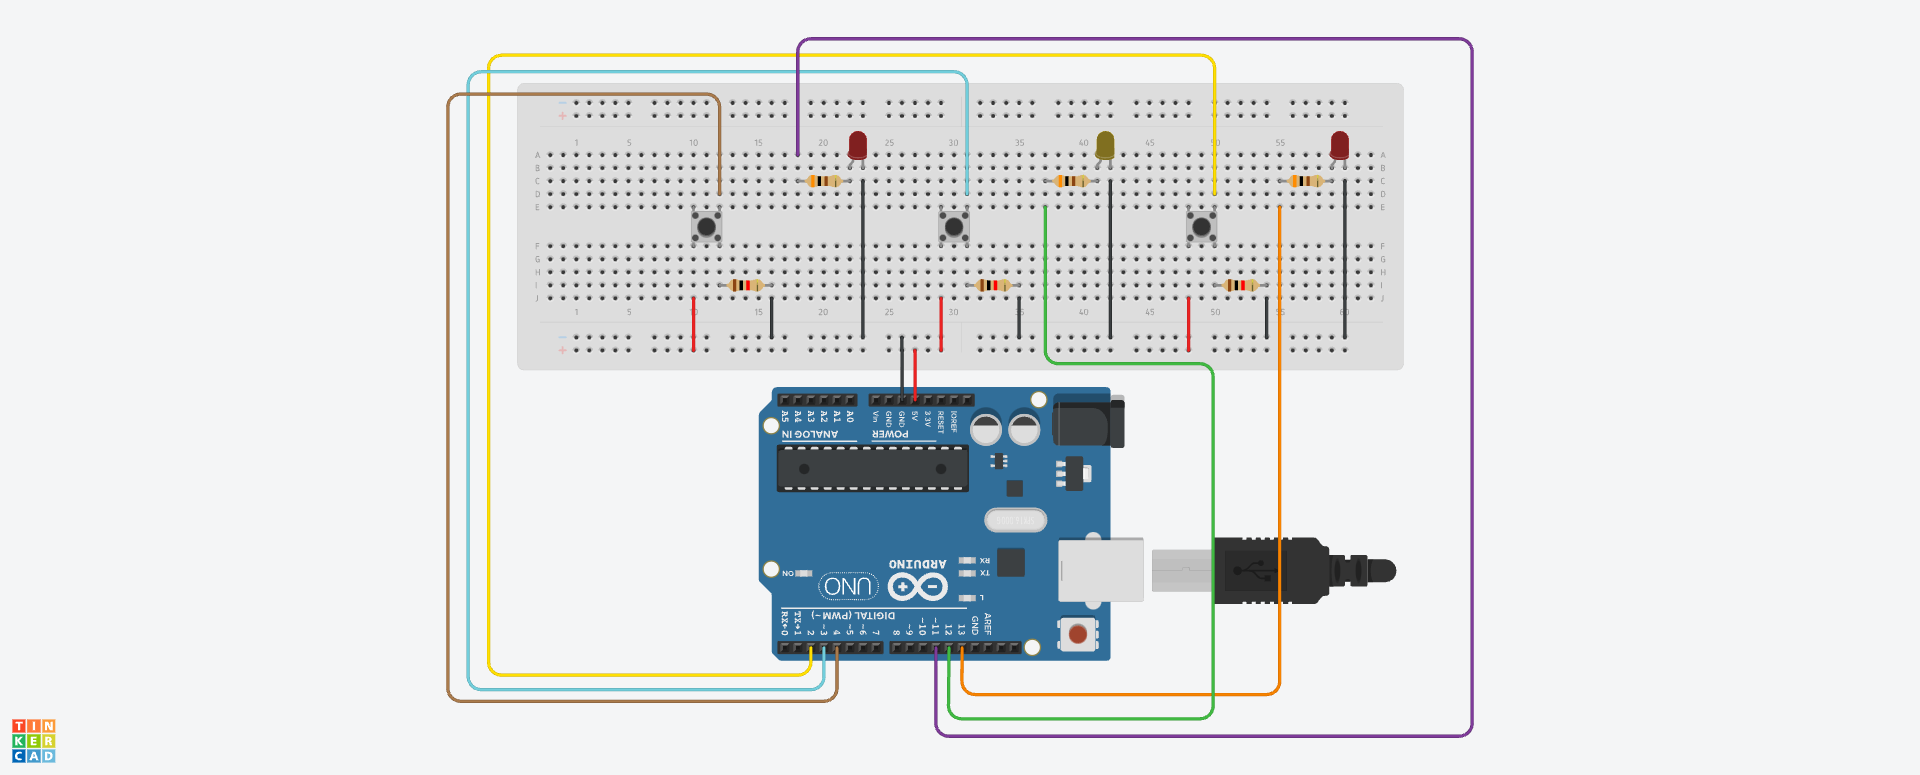 − −
+ +
1 5 10 15 20 25 30 35 40 45 50 55
A A
B B
C C
D D
E E
F F
G G
H H
I I
J J
1 5 10 15 20 25 30 35 40 45 50 55 60
− −
+ +
A5 A4 A3 A2 A1 A0 Vin GND GND 5V 3.3V RESET IOREF
ANALOG IN POWER
RX
TX
ON
L
ARDUINO
UNO
DIGITAL (PWM ~)
RX←0 TX→1 2 ~3 4 ~5 ~6 7 8 ~9 ~10 ~11 12 13 GND AREF
TIN
KER
CAD